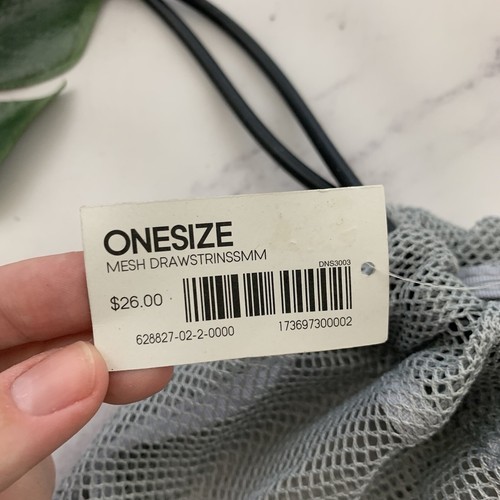 ONESIZE
MESH DRAWSTRINSSMM
DNS3003
$26.00
628827-02-2-0000 173697300002